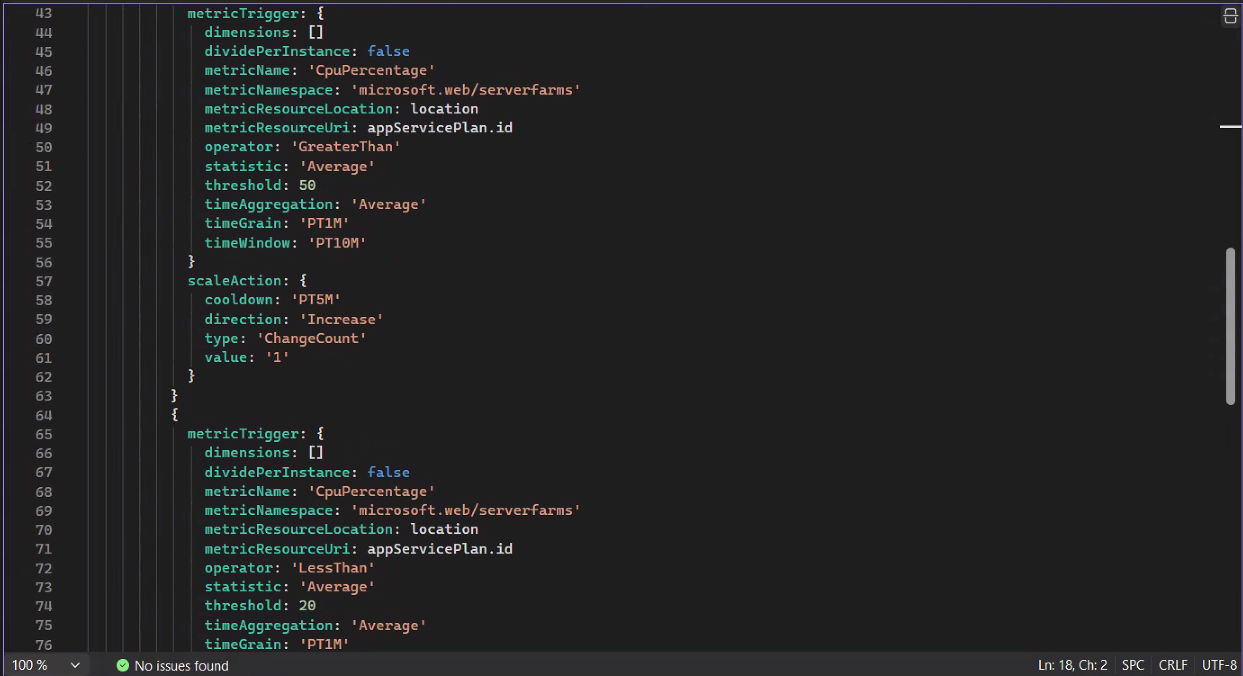 43 metricTrigger: {
44 dimensions: []
45 dividePerInstance: false
46 metricName: 'CpuPercentage'
47 metricNamespace: 'microsoft.web/serverfarms'
48 metricResourceLocation: location
49 metricResourceUri: appServicePlan.id
50 operator: 'GreaterThan'
51 statistic: 'Average'
52 threshold: 50
53 timeAggregation: 'Average'
54 timeGrain: 'PT1M'
55 timeWindow: 'PT10M'
56 }
57 scaleAction: {
58 cooldown: 'PT5M'
59 direction: 'Increase'
60 type: 'ChangeCount'
61 value: '1'
62 }
63 }
64 {
65 metricTrigger: {
66 dimensions: []
67 dividePerInstance: false
68 metricName: 'CpuPercentage'
69 metricNamespace: 'microsoft.web/serverfarms'
70 metricResourceLocation: location
71 metricResourceUri: appServicePlan.id
72 operator: 'LessThan'
73 statistic: 'Average'
74 threshold: 20
75 timeAggregation: 'Average'
76 timeGrain: 'PT1M'
100 % No issues found Ln: 18, Ch: 2 SPC CRLF UTF-8